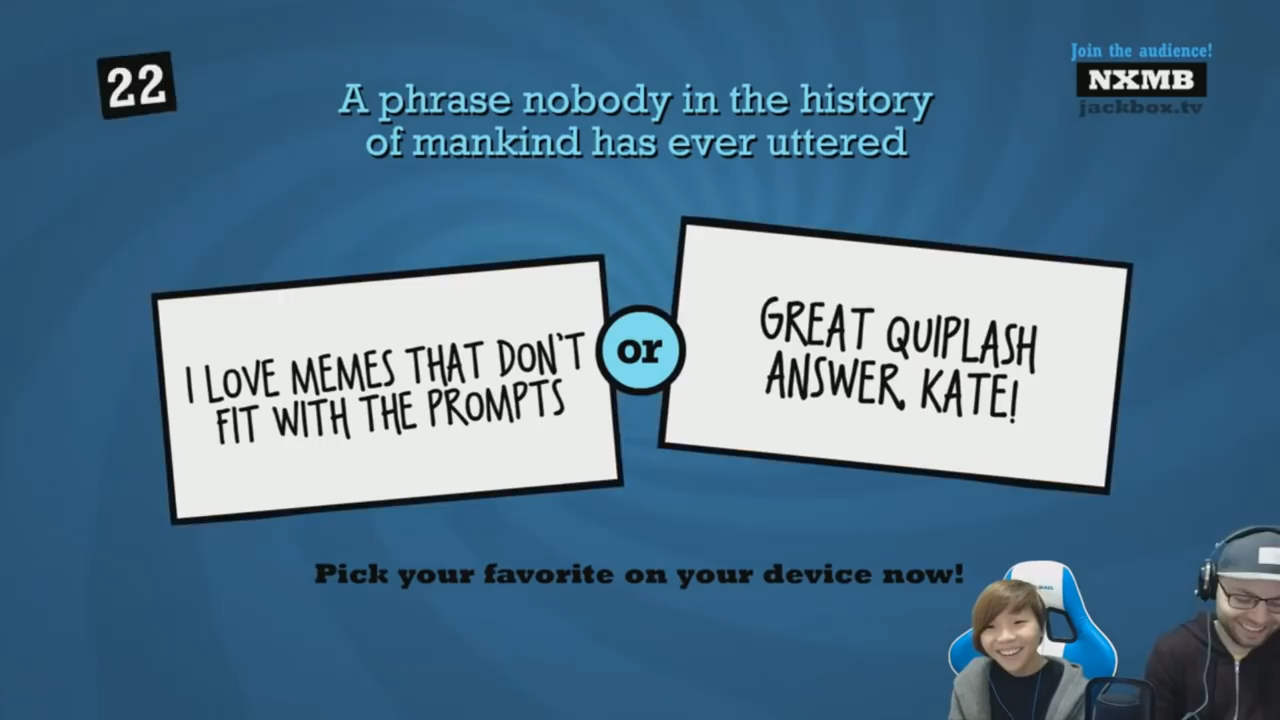 22
Join the audience!
NXMB
jackbox.tv
A phrase nobody in the history
of mankind has ever uttered
I LOVE MEMES THAT DON'T
FIT WITH THE PROMPTS
or
GREAT QUIPLASH
ANSWER, KATE!
Pick your favorite on your device now!